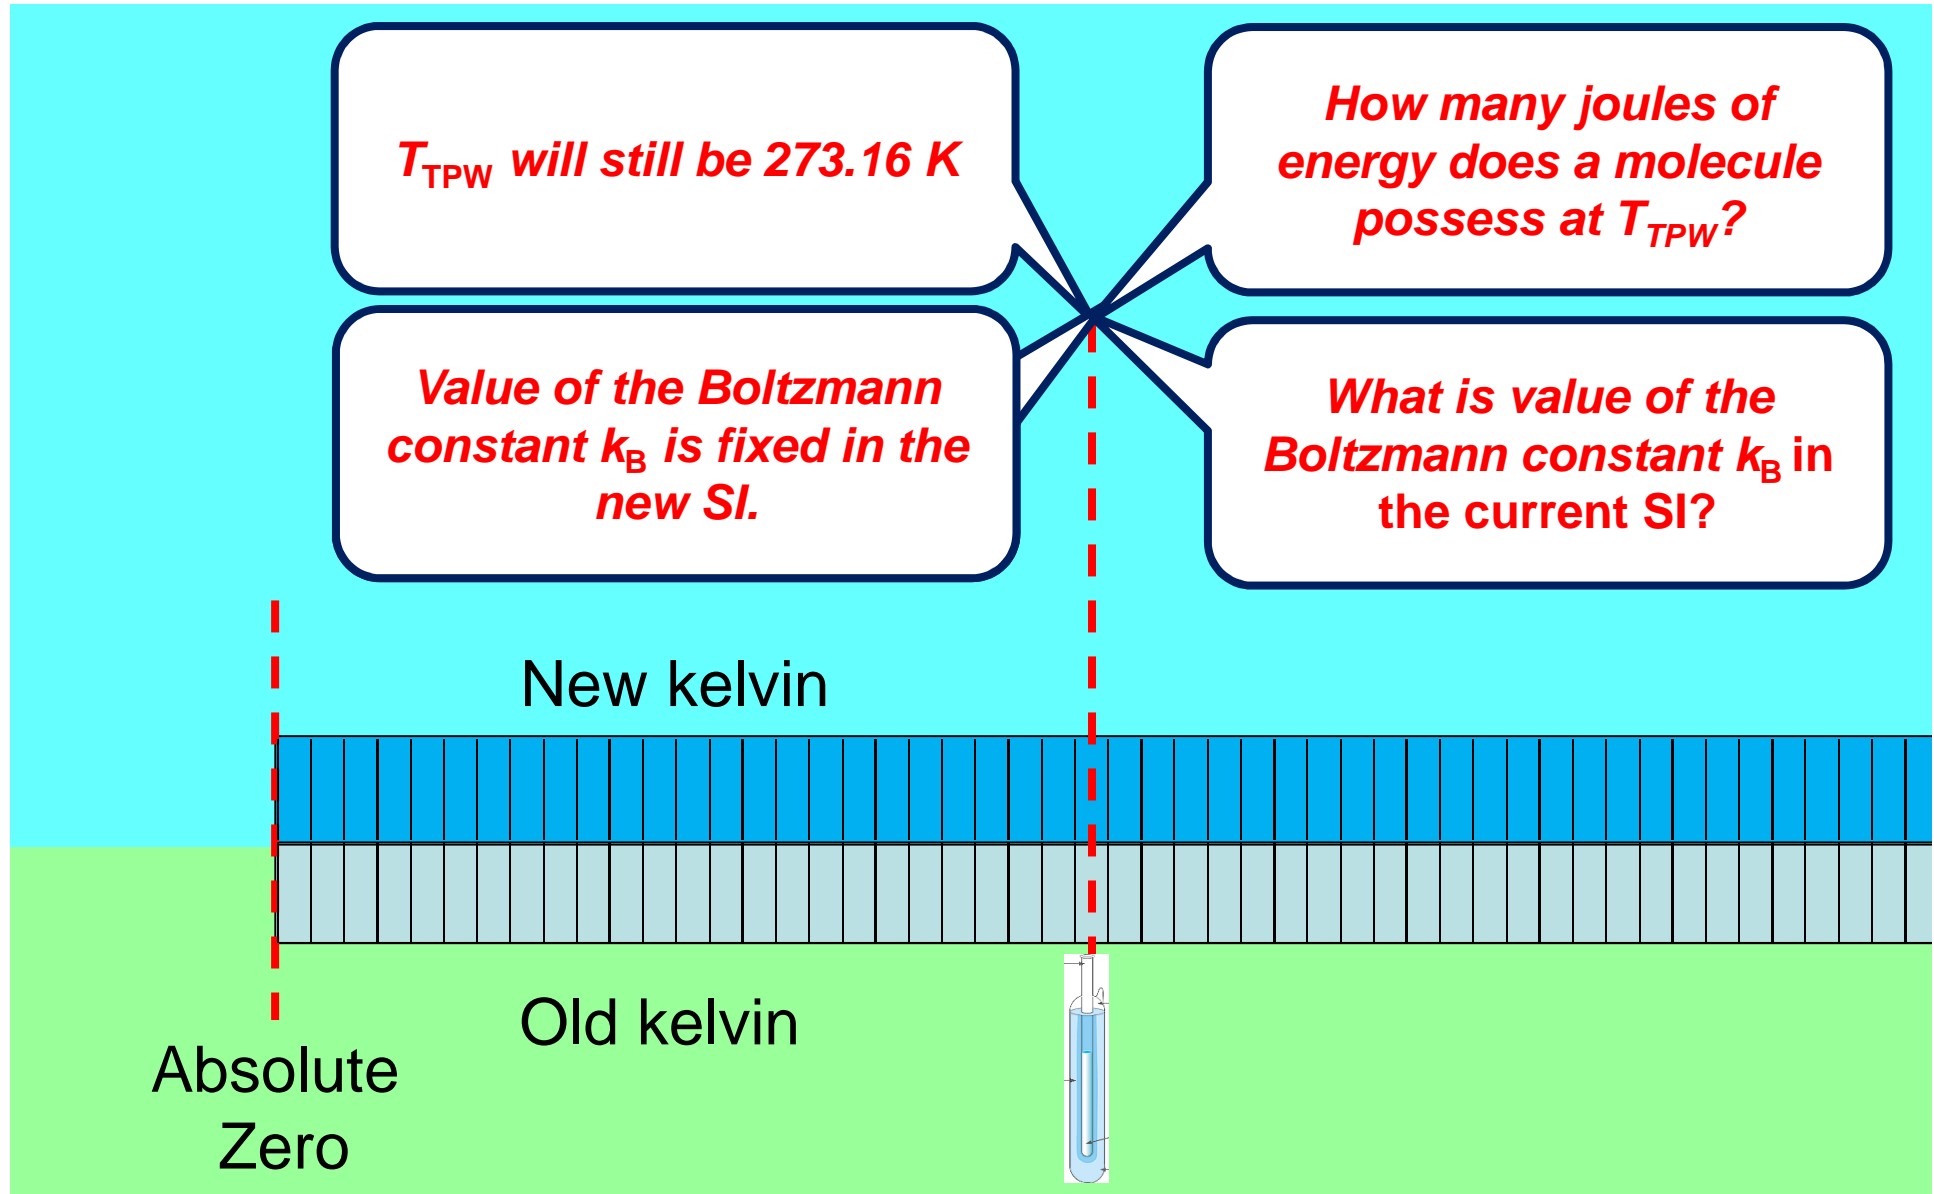 T_TPW will still be 273.16 K
How many joules of
energy does a molecule
possess at T_TPW?
Value of the Boltzmann
constant k_B is fixed in the
new SI.
What is value of the
Boltzmann constant k_B in
the current SI?
New kelvin
Old kelvin
Absolute
Zero